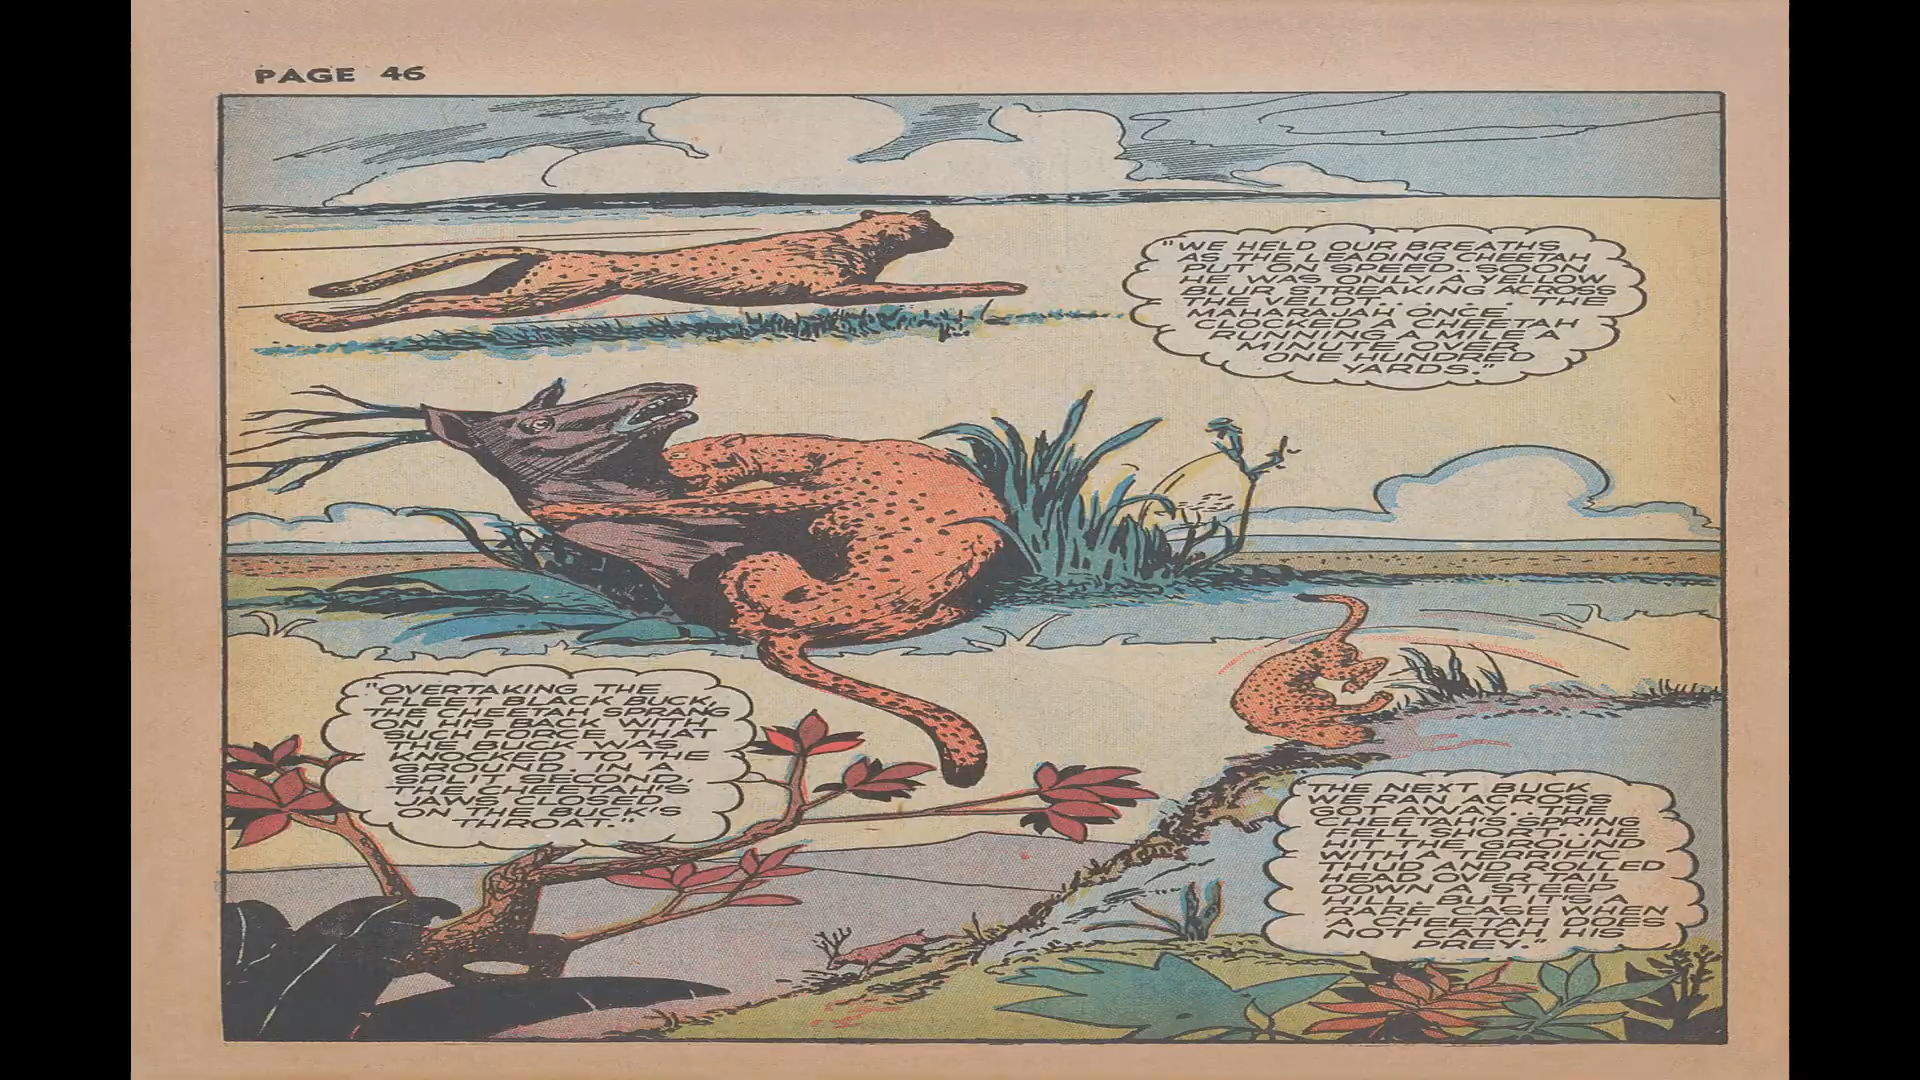 PAGE 46
"WE HELD OUR BREATHS
AS THE LEADING CHEETAH
PUT ON SPEED.. SOON
HE WAS ONLY A YELLOW
BLUR STREAKING ACROSS
THE VELDT. . . . . THE
MAHARAJAH ONCE
CLOCKED A CHEETAH
RUNNING A MILE A
MINUTE OVER
ONE HUNDRED
YARDS."
"OVERTAKING THE
FLEET BLACK BUCK,
THE CHEETAH SPRANG
ON HIS BACK WITH
SUCH FORCE THAT
THE BUCK WAS
KNOCKED TO THE
GROUND. IN A
SPLIT SECOND,
THE CHEETAH'S
JAWS CLOSED
ON THE BUCK'S
THROAT."
"THE NEXT BUCK
WE RAN ACROSS
GOT AWAY. THE
CHEETAH'S SPRING
FELL SHORT.. HE
HIT THE GROUND
WITH A TERRIFIC
THUD AND ROLLED
HEAD OVER TAIL
DOWN A STEEP
HILL. BUT IT'S A
RARE CASE WHEN
A CHEETAH DOES
NOT CATCH HIS
PREY."